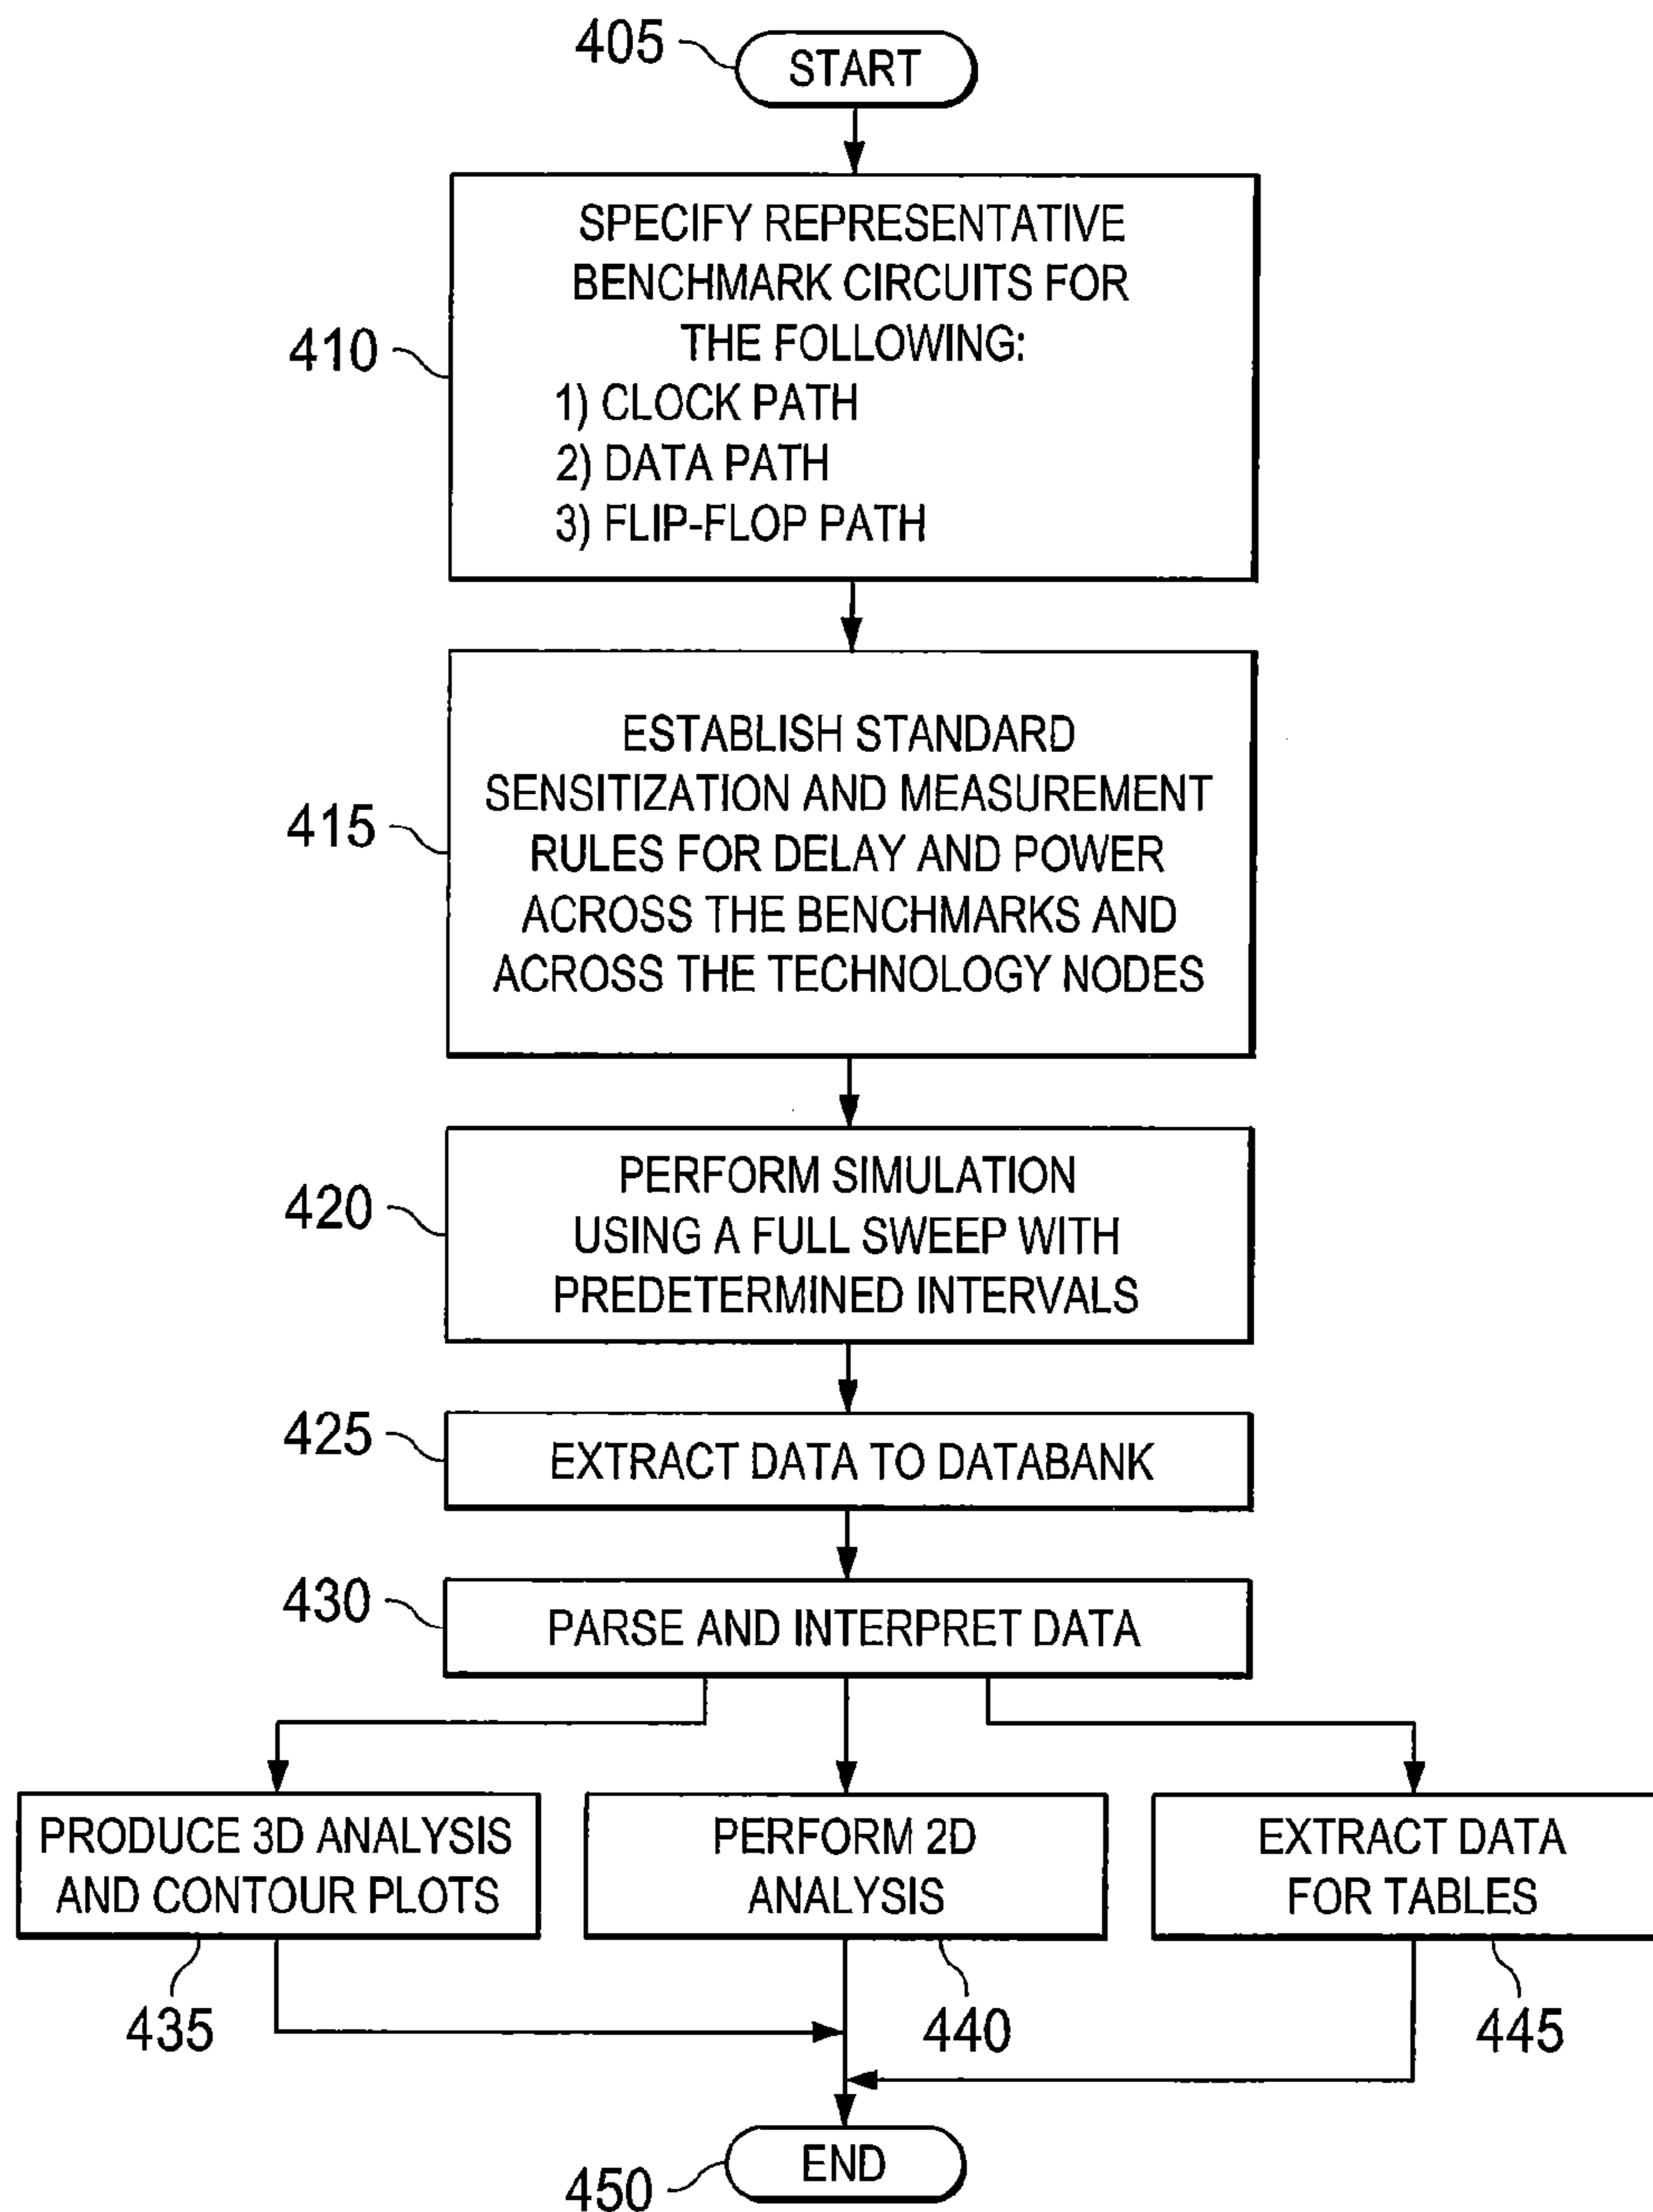 405
START
SPECIFY REPRESENTATIVE
BENCHMARK CIRCUITS FOR
THE FOLLOWING:
1) CLOCK PATH
2) DATA PATH
3) FLIP-FLOP PATH
410
ESTABLISH STANDARD
SENSITIZATION AND MEASUREMENT
RULES FOR DELAY AND POWER
ACROSS THE BENCHMARKS AND
ACROSS THE TECHNOLOGY NODES
415
PERFORM SIMULATION
USING A FULL SWEEP WITH
PREDETERMINED INTERVALS
420
425
EXTRACT DATA TO DATABANK
430
PARSE AND INTERPRET DATA
PRODUCE 3D ANALYSIS
AND CONTOUR PLOTS
435
PERFORM 2D
ANALYSIS
440
EXTRACT DATA
FOR TABLES
445
END
450